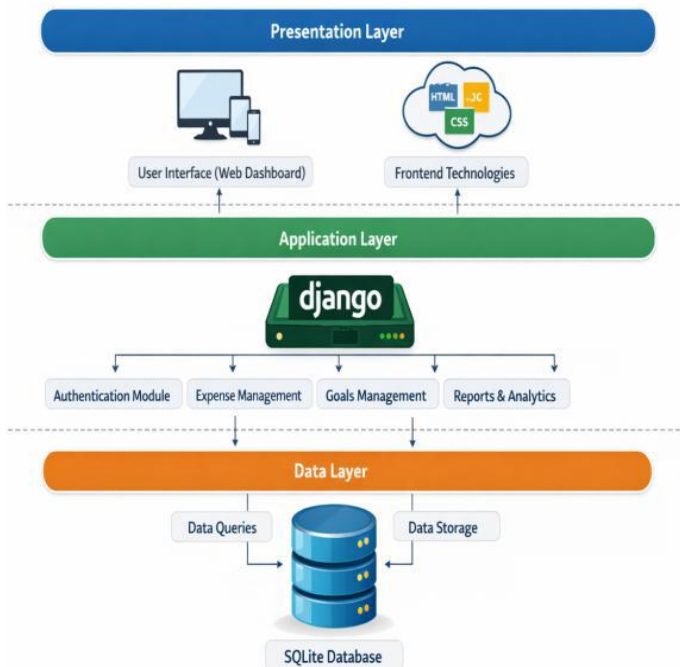 Presentation Layer
HTML
.JC
CSS
User Interface (Web Dashboard)
Frontend Technologies
Application Layer
django
Authentication Module
Expense Management
Goals Management
Reports & Analytics
Data Layer
Data Queries
Data Storage
SQLite Database